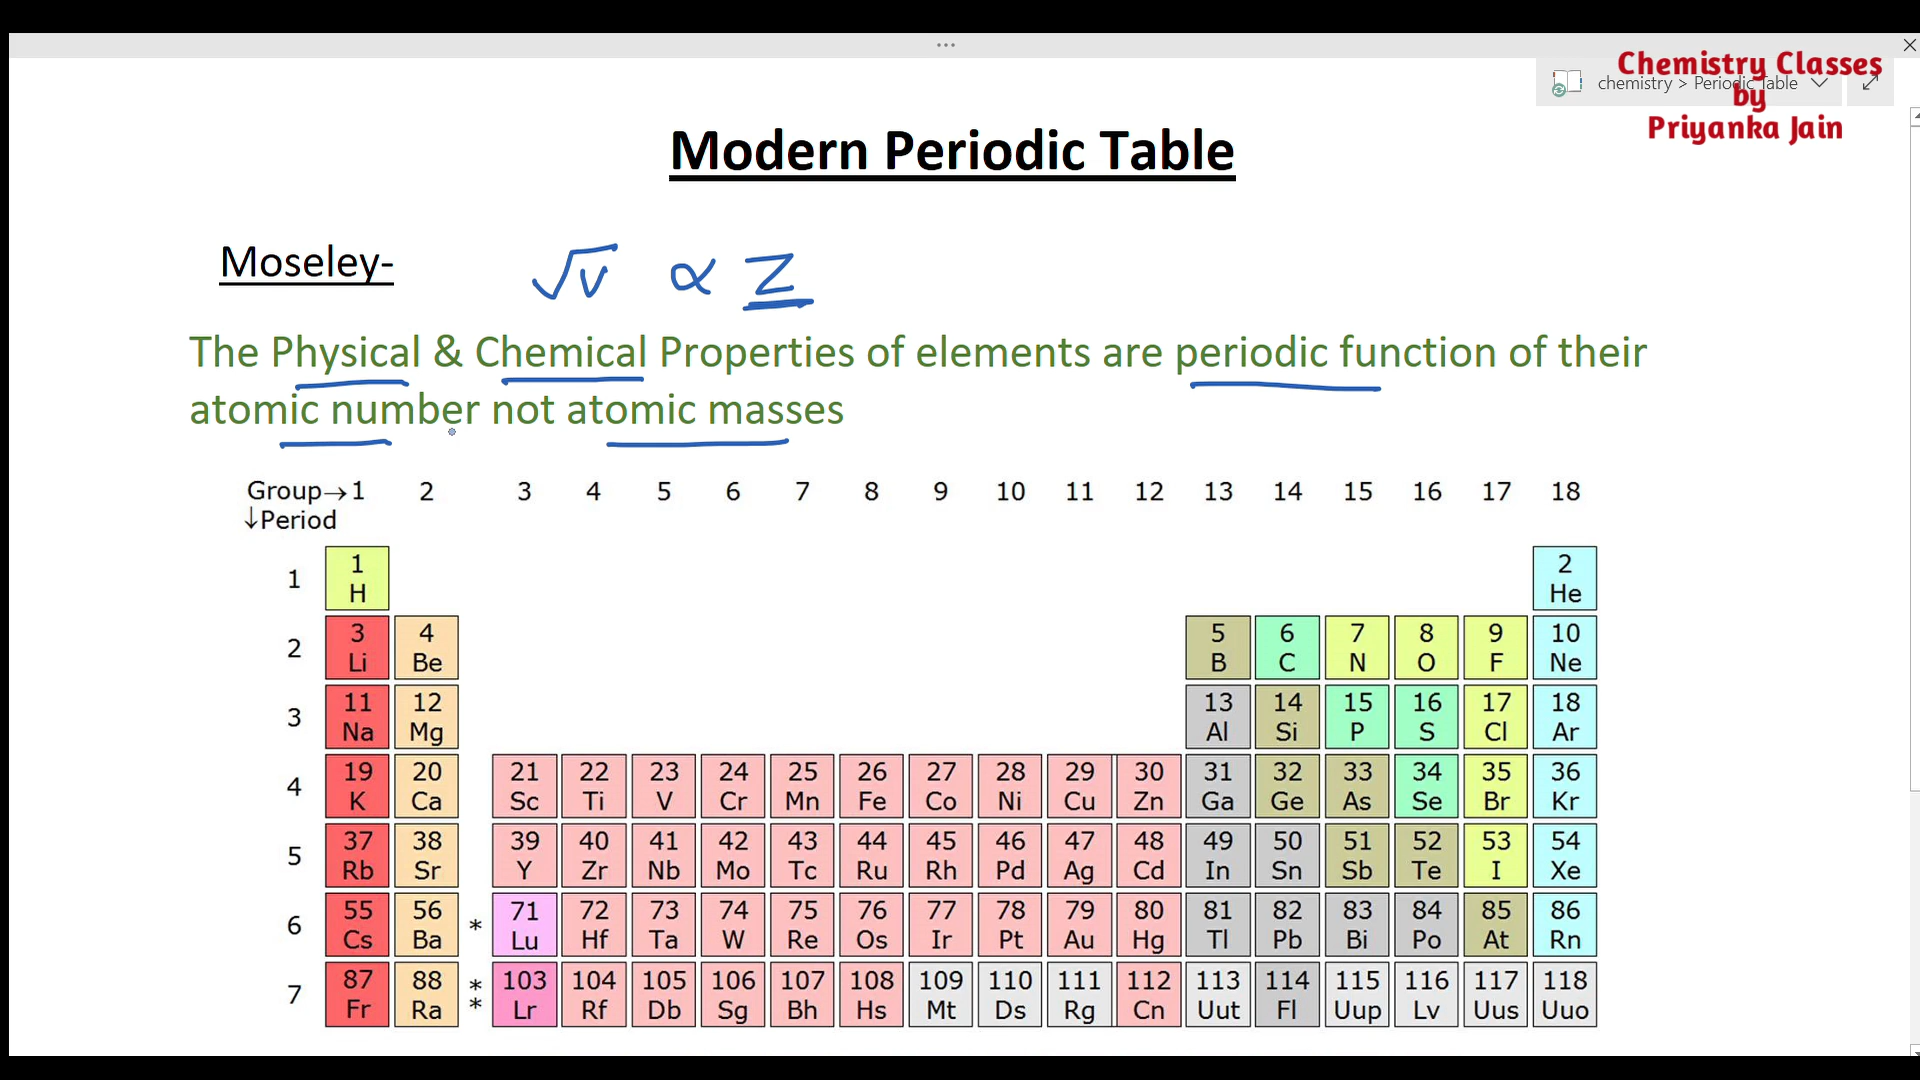 Chemistry Classes
chemistry > Periodic Table
by
Priyanka Jain
Modern Periodic Table
Moseley- √ν ∝ Z
The Physical & Chemical Properties of elements are periodic function of their
atomic number not atomic masses
Group→1 2 3 4 5 6 7 8 9 10 11 12 13 14 15 16 17 18
↓Period
1 1 2
H He
2 3 4 5 6 7 8 9 10
Li Be B C N O F Ne
3 11 12 13 14 15 16 17 18
Na Mg Al Si P S Cl Ar
4 19 20 21 22 23 24 25 26 27 28 29 30 31 32 33 34 35 36
K Ca Sc Ti V Cr Mn Fe Co Ni Cu Zn Ga Ge As Se Br Kr
5 37 38 39 40 41 42 43 44 45 46 47 48 49 50 51 52 53 54
Rb Sr Y Zr Nb Mo Tc Ru Rh Pd Ag Cd In Sn Sb Te I Xe
6 55 56 * 71 72 73 74 75 76 77 78 79 80 81 82 83 84 85 86
Cs Ba Lu Hf Ta W Re Os Ir Pt Au Hg Tl Pb Bi Po At Rn
7 87 88 ** 103 104 105 106 107 108 109 110 111 112 113 114 115 116 117 118
Fr Ra Lr Rf Db Sg Bh Hs Mt Ds Rg Cn Uut Fl Uup Lv Uus Uuo